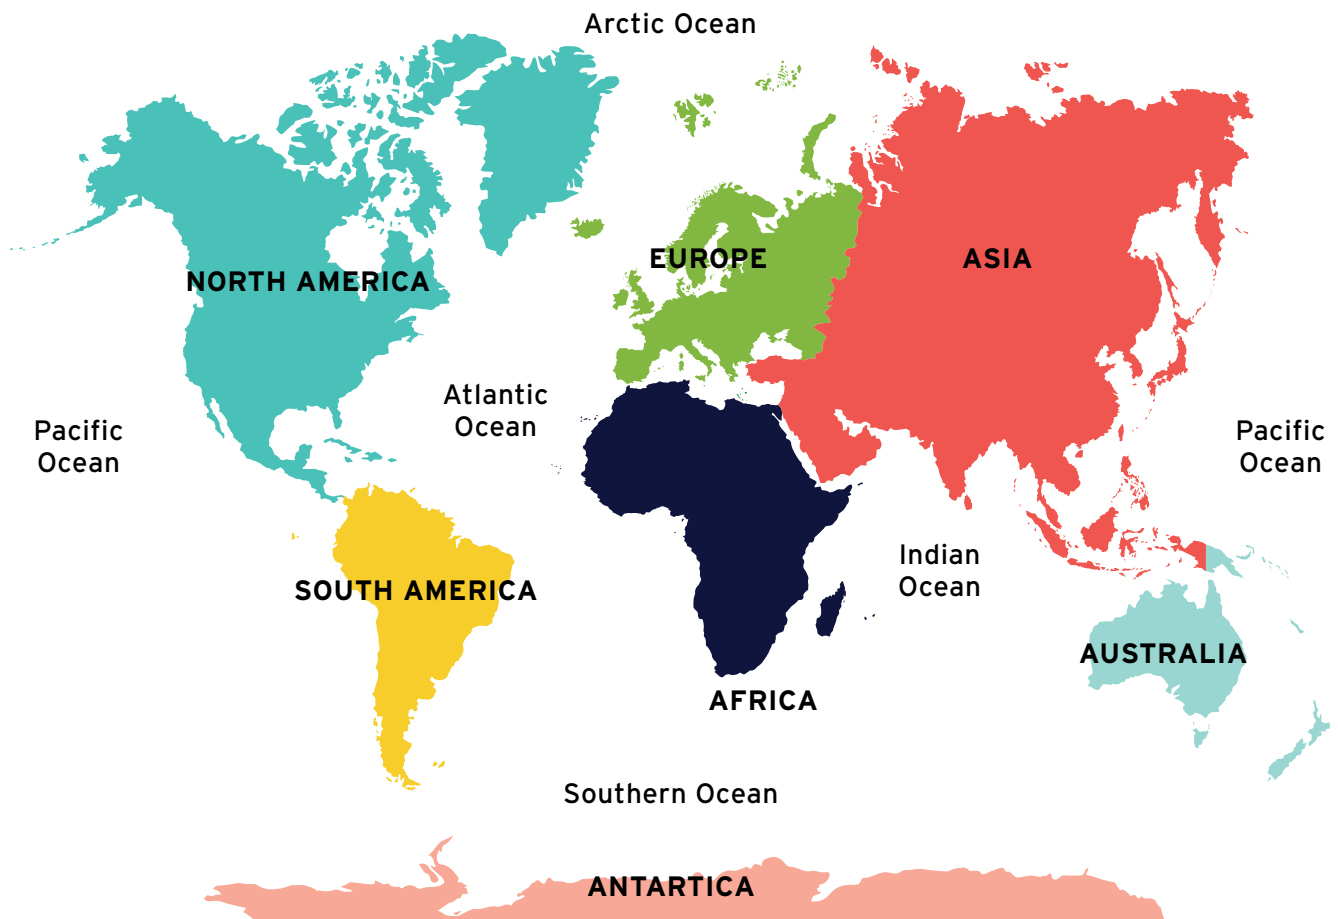 Arctic Ocean
EUROPE
ASIA
NORTH AMERICA
Atlantic
Ocean
Pacific
Ocean
Pacific
Ocean
Indian
Ocean
SOUTH AMERICA
AUSTRALIA
AFRICA
Southern Ocean
ANTARTICA